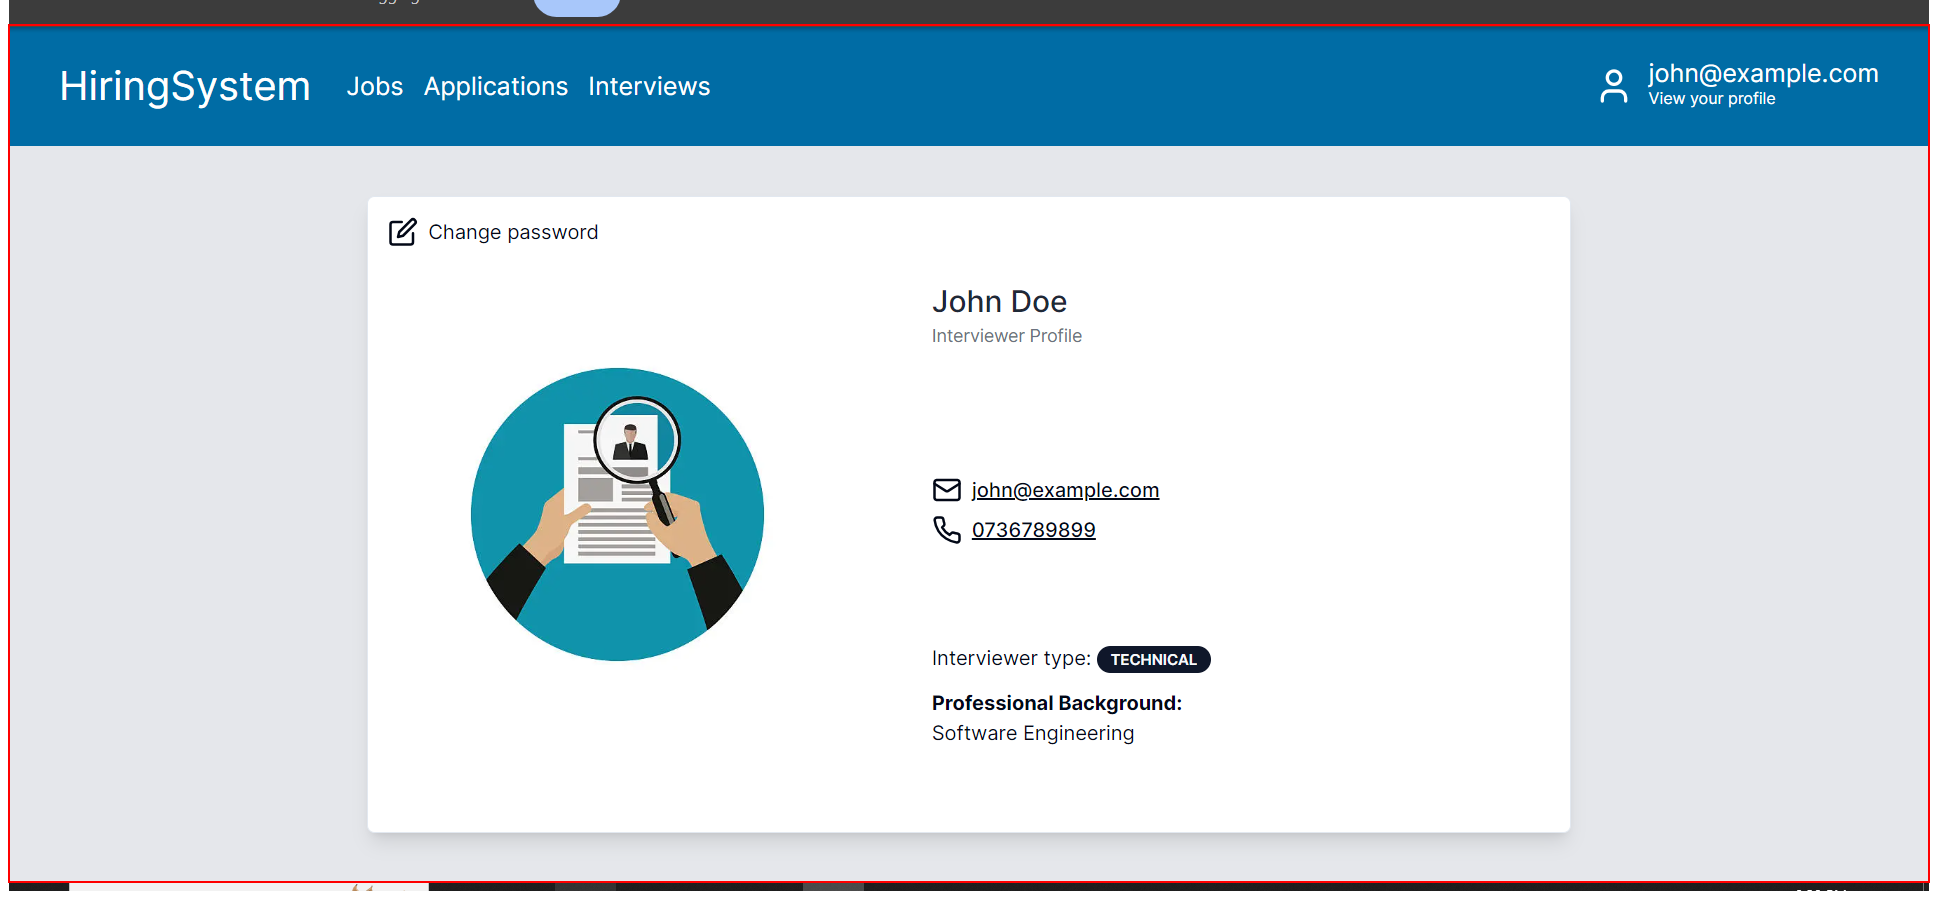 HiringSystem Jobs Applications Interviews
john@example.com
View your profile
Change password
John Doe
Interviewer Profile
john@example.com
0736789899
Interviewer type: TECHNICAL
Professional Background:
Software Engineering